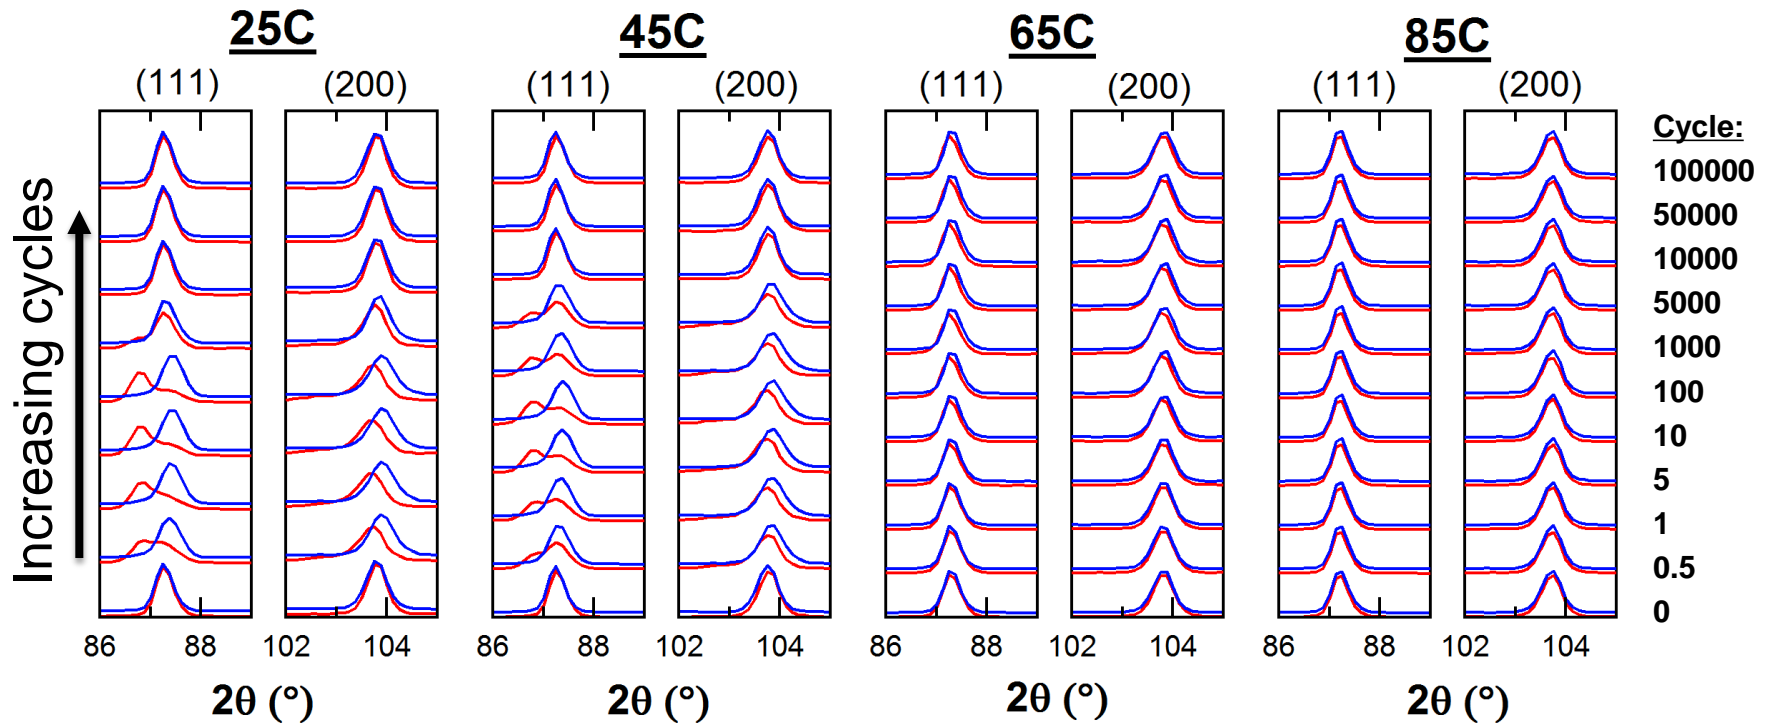 25C 45C 65C 85C
(111) (200) (111) (200) (111) (200) (111) (200)
Increasing cycles
Cycle:
100000
50000
10000
5000
1000
100
10
5
1
0.5
0
86 88 102 104 86 88 102 104 86 88 102 104 86 88 102 104
2θ (°) 2θ (°) 2θ (°) 2θ (°)